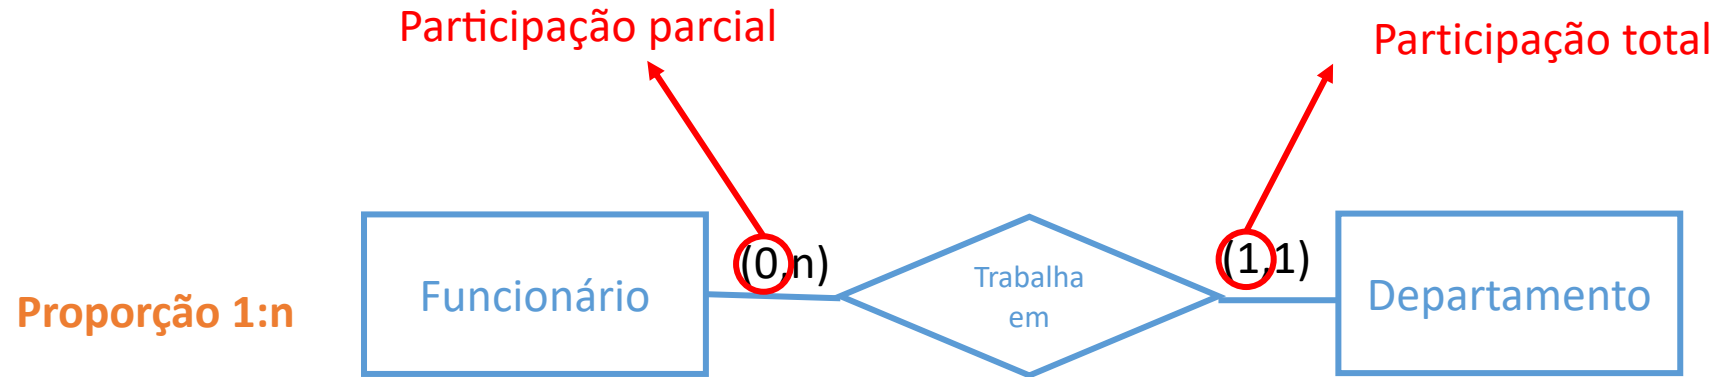 Participação parcial
Participação total
(0,n)
(1,1)
Proporção 1:n
Funcionário
Trabalha
em
Departamento